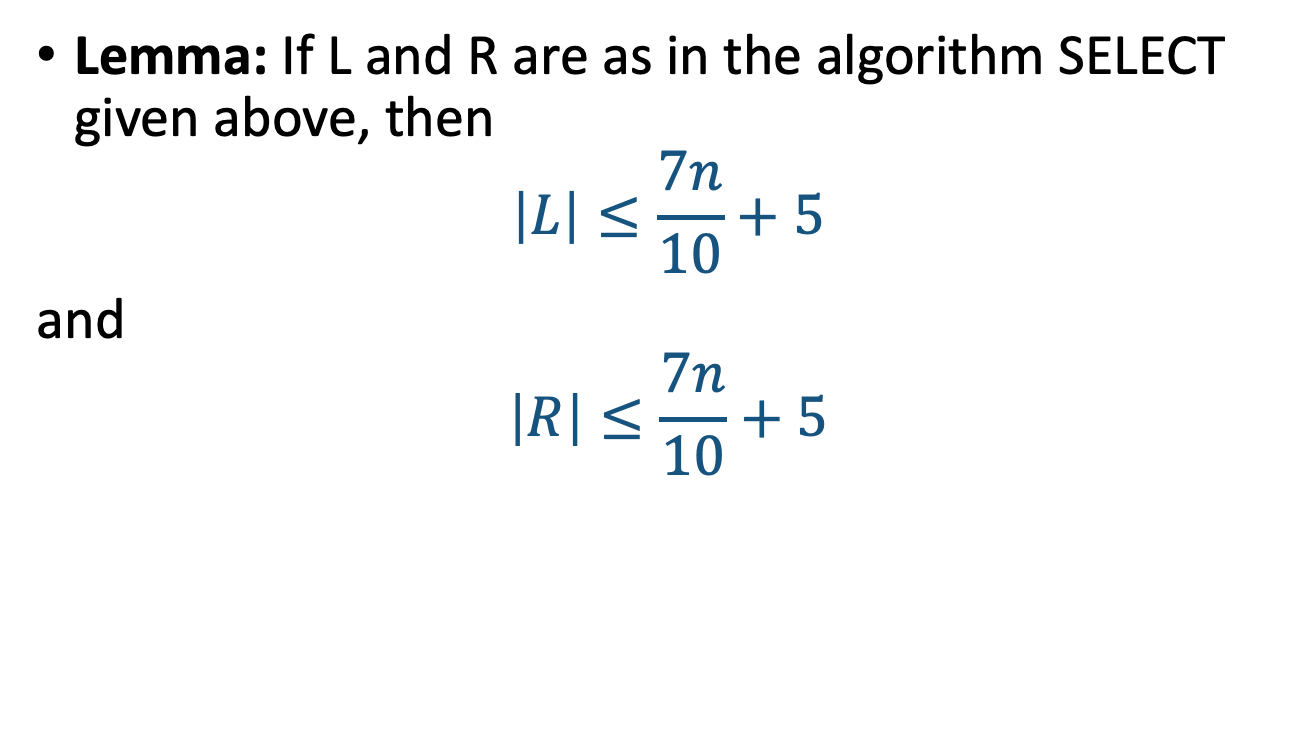 • Lemma: If L and R are as in the algorithm SELECT
given above, then
|L| ≤ 7n/10 + 5
and
|R| ≤ 7n/10 + 5